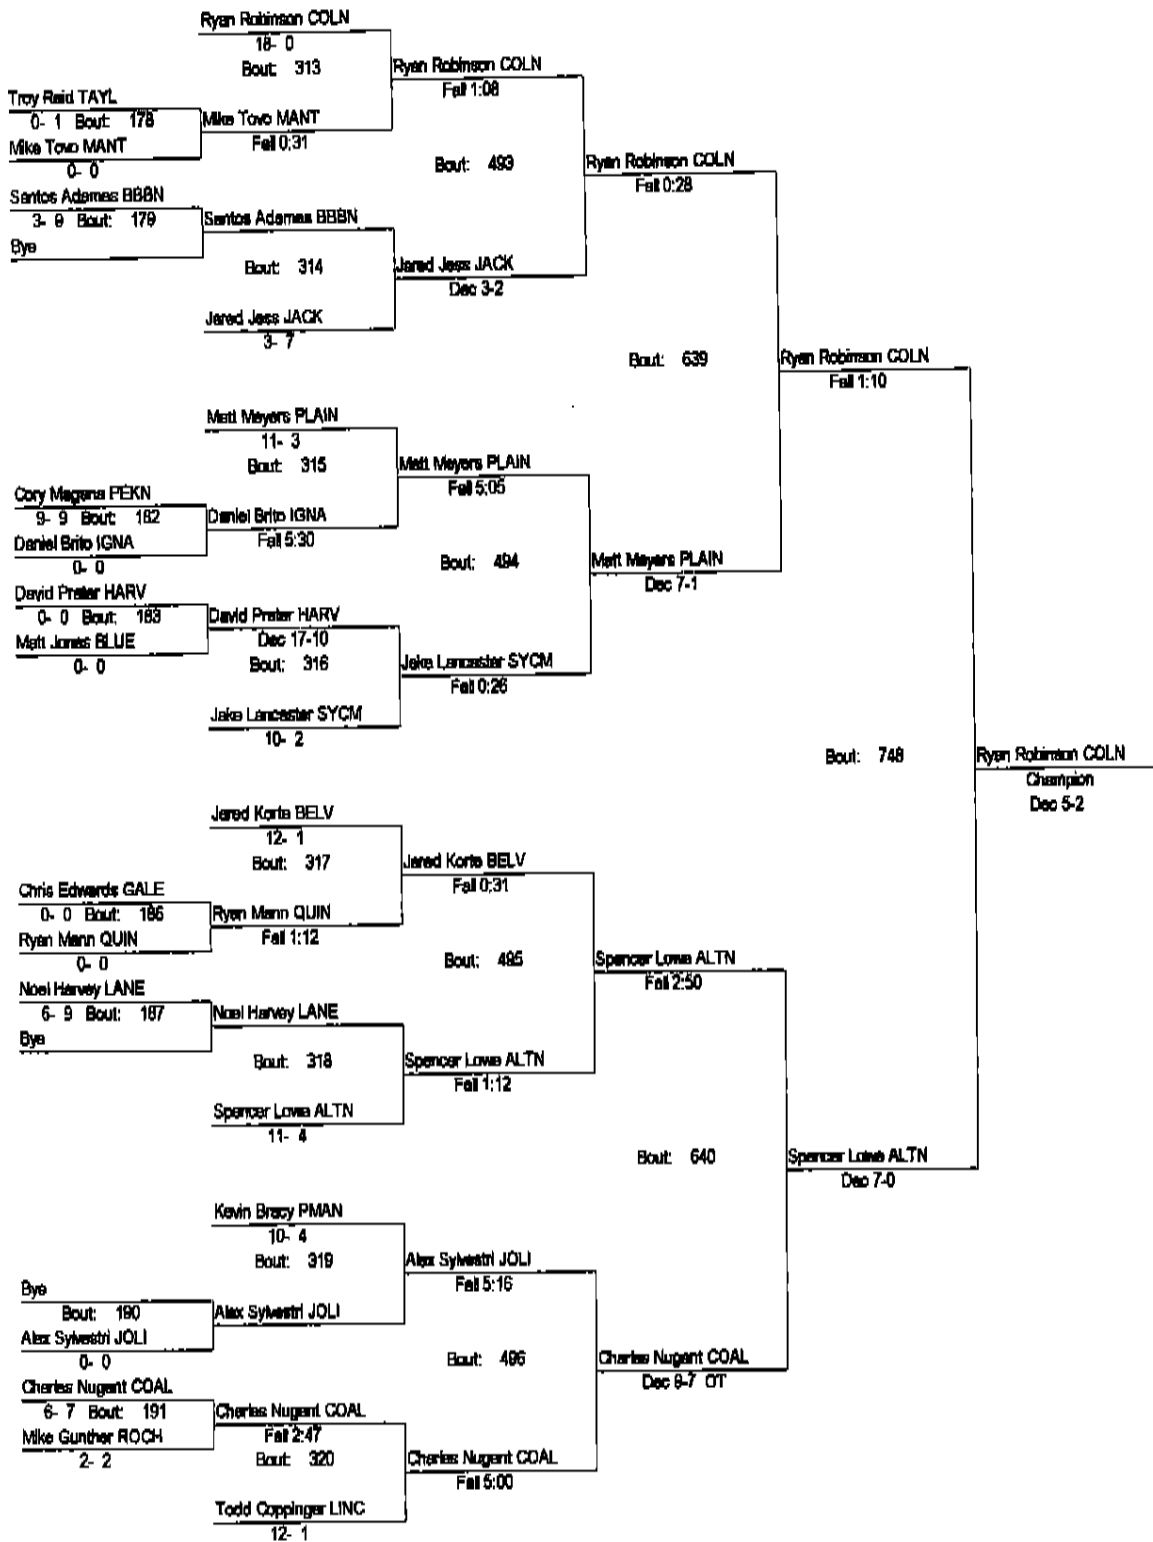 Ryan Robinson COLN
18- 0
Bout: 313
Ryan Robinson COLN
Fall 1:08
Troy Reid TAYL
0- 1 Bout: 178
Mike Tovo MANT
Fall 0:31
Mike Tovo MANT
0- 0
Bout: 493
Ryan Robinson COLN
Fall 0:28
Santos Adames BBBN
3- 9 Bout: 179
Santos Adames BBBN
Bye
Bout: 314
Jared Jess JACK
Dec 3-2
Jared Jess JACK
3- 7
Bout: 639
Ryan Robinson COLN
Fall 1:10
Matt Meyers PLAIN
11- 3
Bout: 315
Matt Meyers PLAIN
Fall 5:05
Cory Magana PEKN
9- 9 Bout: 182
Daniel Brito IGNA
Fall 5:30
Daniel Brito IGNA
0- 0
Bout: 494
Matt Meyers PLAIN
Dec 7-1
David Prater HARV
0- 0 Bout: 183
David Prater HARV
Dec 17-10
Matt Jones BLUE
0- 0
Bout: 316
Jake Lancaster SYCM
Fall 0:26
Jake Lancaster SYCM
10- 2
Bout: 748
Ryan Robinson COLN
Champion
Dec 5-2
Jared Korte BELV
12- 1
Bout: 317
Jared Korte BELV
Fall 0:31
Chris Edwards GALE
0- 0 Bout: 186
Ryan Mann QUIN
Fall 1:12
Ryan Mann QUIN
0- 0
Bout: 495
Spencer Lowe ALTN
Fall 2:50
Noel Harvey LANE
6- 9 Bout: 187
Noel Harvey LANE
Bye
Bout: 318
Spencer Lowe ALTN
Fall 1:12
Spencer Lowe ALTN
11- 4
Bout: 640
Spencer Lowe ALTN
Dec 7-0
Kevin Bracy PMAN
10- 4
Bout: 319
Alex Sylvestri JOLI
Fall 5:16
Bye
Bout: 190
Alex Sylvestri JOLI
Alex Sylvestri JOLI
0- 0
Bout: 496
Charles Nugent COAL
Dec 9-7 OT
Charles Nugent COAL
6- 7 Bout: 191
Charles Nugent COAL
Fall 2:47
Mike Gunther ROCH
2- 2
Bout: 320
Charles Nugent COAL
Fall 5:00
Todd Coppinger LINC
12- 1